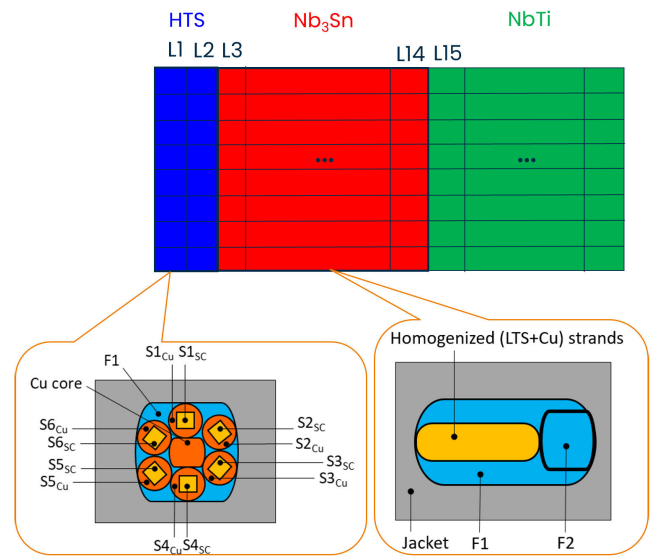 HTS Nb₃Sn NbTi
L1 L2 L3 L14 L15
... ...
Homogenized (LTS+Cu) strands
S1Cu S1SC
F1
Cu core
S6Cu S2SC
S6SC S2Cu
S5SC S3SC
S5Cu S3Cu
S4Cu S4SC
Jacket F1 F2